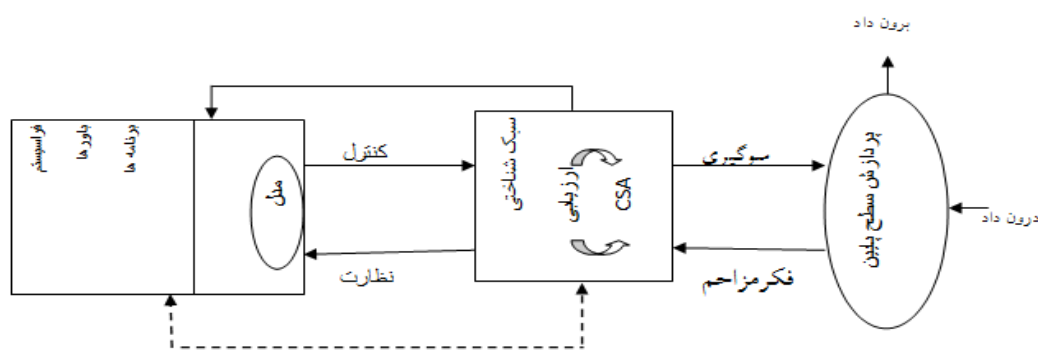 برون داد
درون داد
پردازش سطح پایین
سوگیری
فکرمزاحم
سبک شناختی
ارزیابی
CSA
کنترل
نظارت
مدل
برنامه ها
باورها
فراسیستم